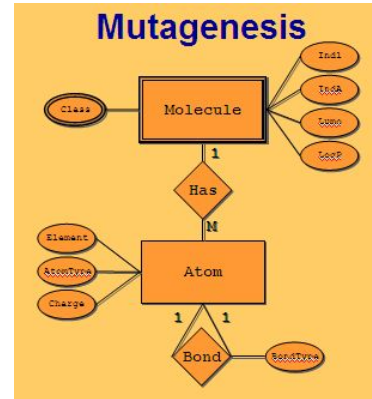 Mutagenesis
Ind1
IndA
Class
Molecule
Lumo
LogP
1
Has
M
Element
AtomType
Atom
Charge
1 1
Bond
BondType